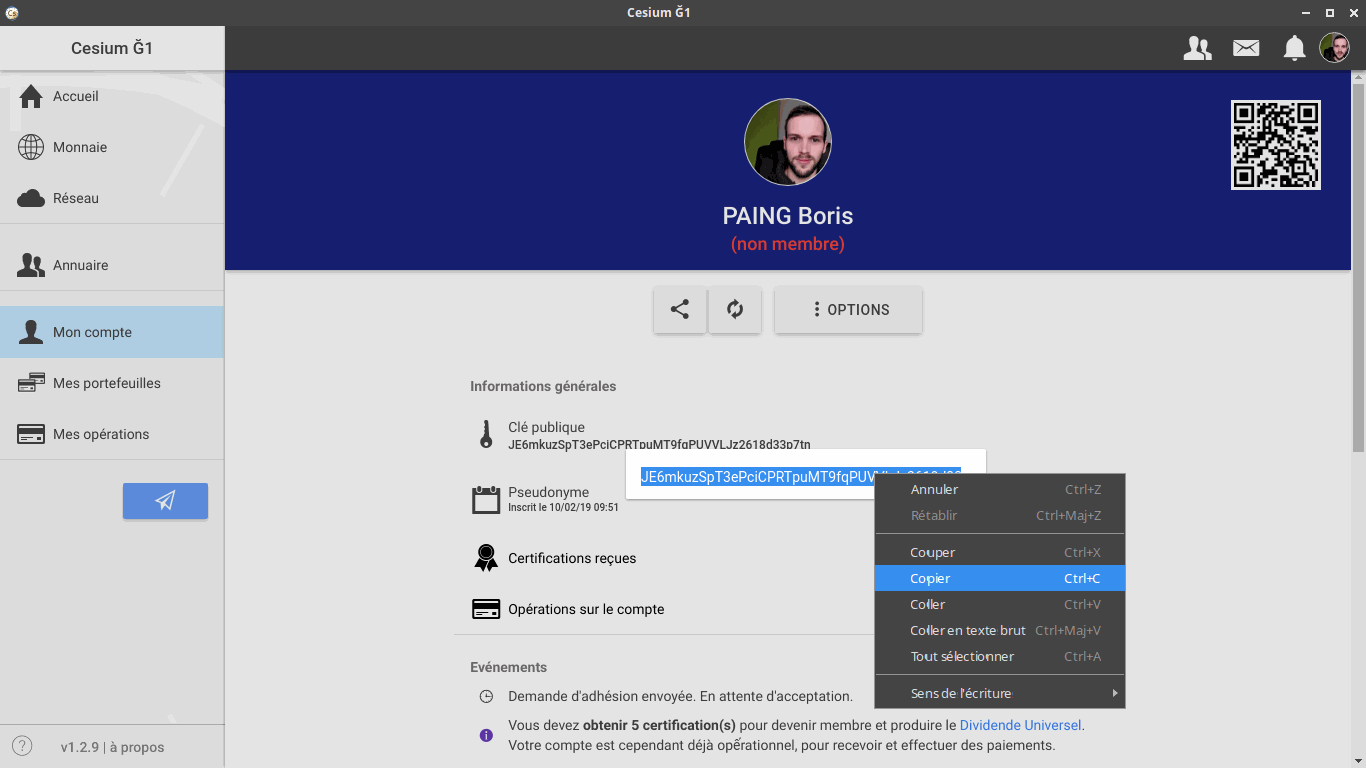 Cesium Ğ1
Cesium Ğ1
Accueil
Monnaie
Réseau
Annuaire
Mon compte
Mes portefeuilles
Mes opérations
v1.2.9 | à propos
PAING Boris
(non membre)
OPTIONS
Informations générales
Clé publique
JE6mkuzSpT3ePciCPRTpuMT9fqPUVVLJz2618d33p7tn
JE6mkuzSpT3ePciCPRTpuMT9fqPUV
Pseudonyme
Inscrit le 10/02/19 09:51
Certifications reçues
Opérations sur le compte
Annuler Ctrl+Z
Rétablir Ctrl+Maj+Z
Couper Ctrl+X
Copier Ctrl+C
Coller Ctrl+V
Coller en texte brut Ctrl+Maj+V
Tout sélectionner Ctrl+A
Sens de l'écriture
Evénements
Demande d'adhésion envoyée. En attente d'acceptation.
Vous devez obtenir 5 certification(s) pour devenir membre et produire le Dividende Universel.
Votre compte est cependant déjà opérationnel, pour recevoir et effectuer des paiements.